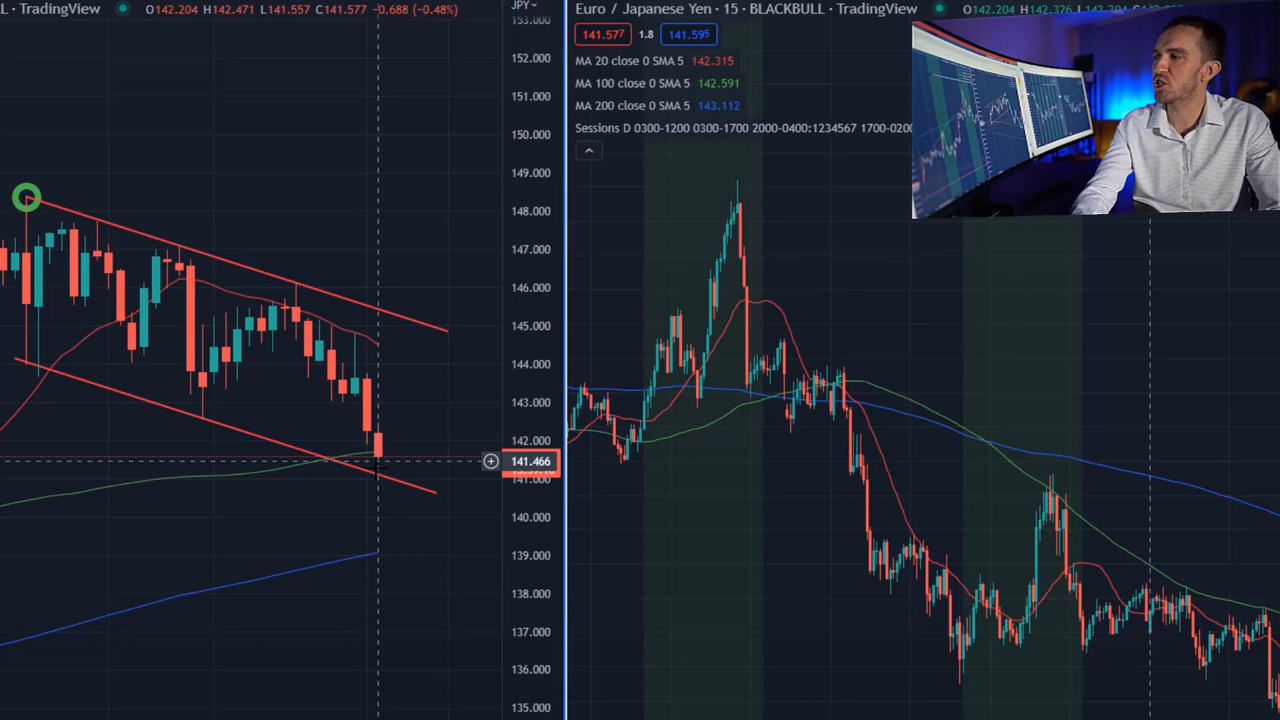 L · TradingView O142.204 H142.471 L141.557 C141.577 -0.688 (-0.48%) JPY
153.000
152.000
151.000
150.000
149.000
148.000
147.000
146.000
145.000
144.000
143.000
142.000
141.466
141.000
140.000
139.000
138.000
137.000
136.000
135.000
Euro / Japanese Yen · 15 · BLACKBULL · TradingView O142.204 H142.326 L142.204
141.577 1.8 141.595
MA 20 close 0 SMA 5 142.315
MA 100 close 0 SMA 5 142.591
MA 200 close 0 SMA 5 143.112
Sessions D 0300-1200 0300-1700 2000-0400:1234567 1700-0200